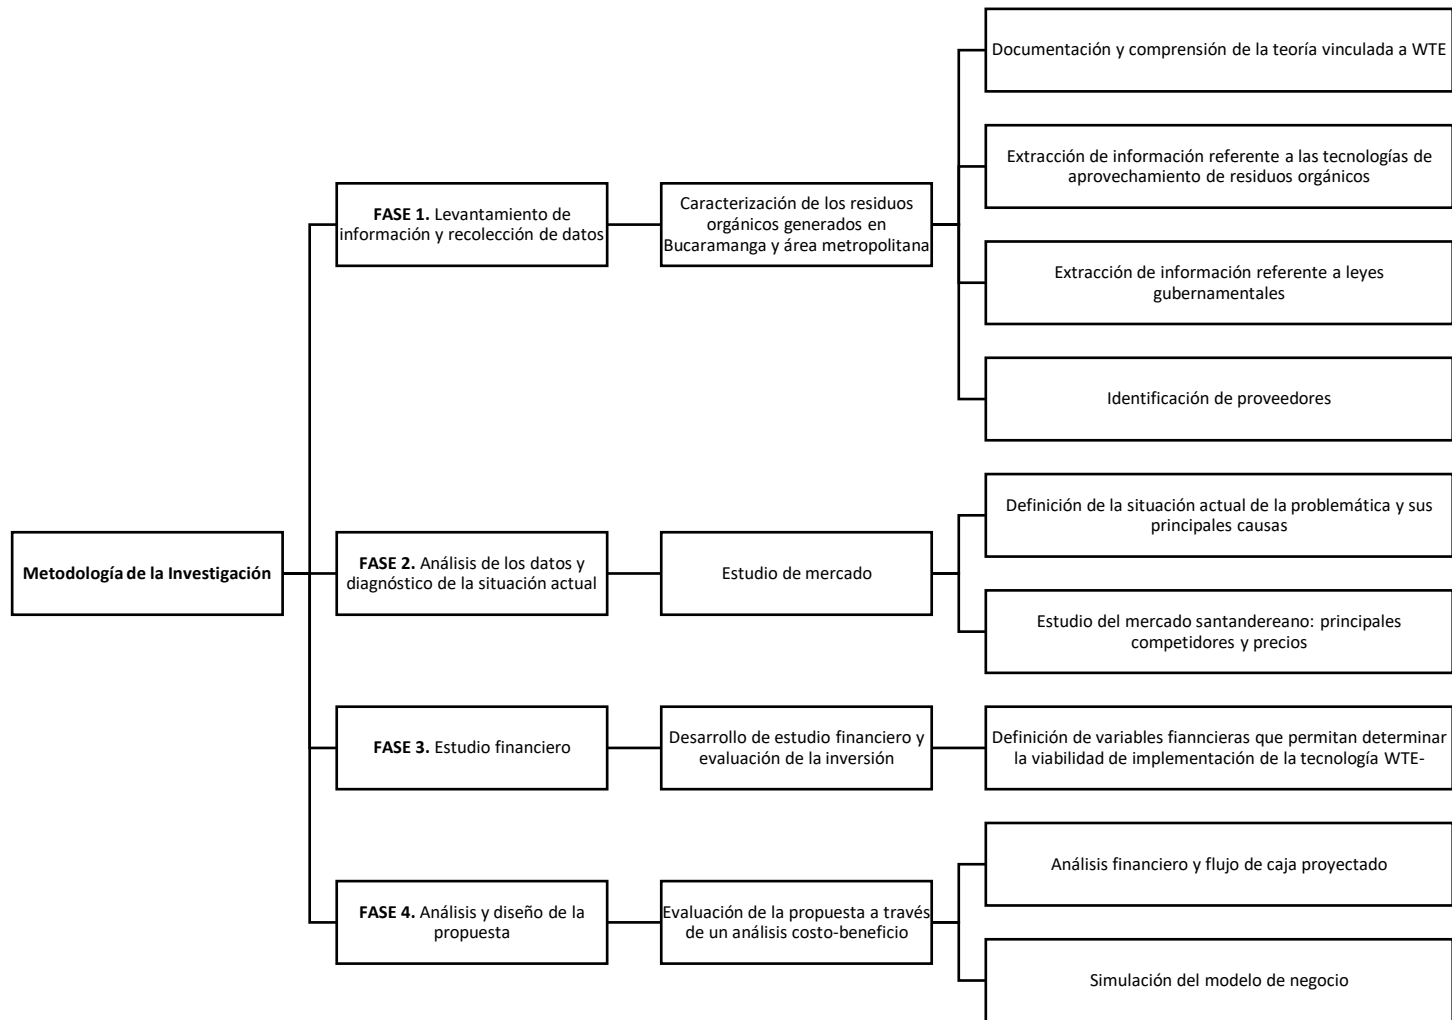 Metodología de la Investigación
FASE 1. Levantamiento de
información y recolección de datos
Caracterización de los residuos
orgánicos generados en
Bucaramanga y área metropolitana
Documentación y comprensión de la teoría vinculada a WTE
Extracción de información referente a las tecnologías de
aprovechamiento de residuos orgánicos
Extracción de información referente a leyes
gubernamentales
Identificación de proveedores
FASE 2. Análisis de los datos y
diagnóstico de la situación actual
Estudio de mercado
Definición de la situación actual de la problemática y sus
principales causas
Estudio del mercado santandereano: principales
competidores y precios
FASE 3. Estudio financiero
Desarrollo de estudio financiero y
evaluación de la inversión
Definición de variables fianncieras que permitan determinar
la viabilidad de implementación de la tecnología WTE-
FASE 4. Análisis y diseño de la
propuesta
Evaluación de la propuesta a través
de un análisis costo-beneficio
Análisis financiero y flujo de caja proyectado
Simulación del modelo de negocio